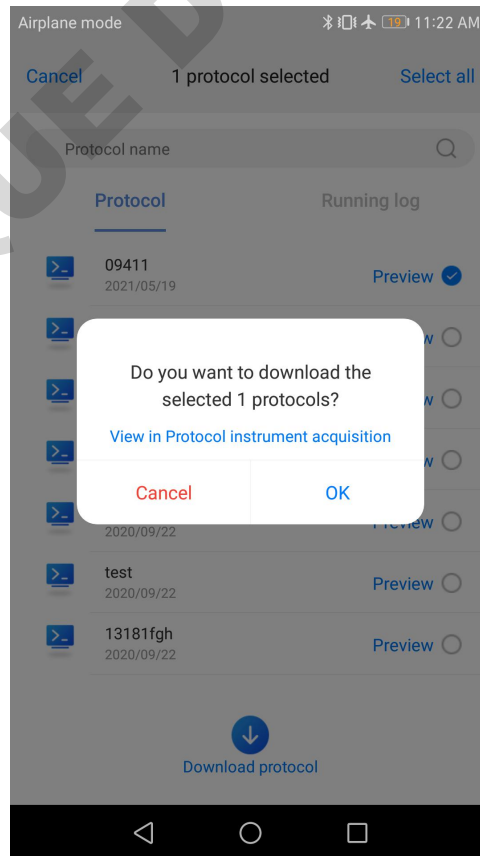 Airplane mode 19 11:22 AM
Cancel 1 protocol selected Select all
Protocol name
Protocol Running log
09411
2021/05/19
Preview
Do you want to download the
selected 1 protocols?
View in Protocol instrument acquisition
Cancel OK
2020/09/22
Preview
test
2020/09/22
Preview
13181fgh
2020/09/22
Preview
Download protocol